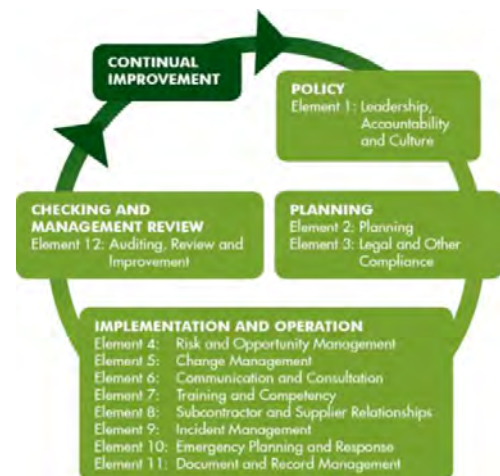 CONTINUAL
IMPROVEMENT
POLICY
Element 1: Leadership,
Accountability
and Culture
PLANNING
Element 2: Planning
Element 3: Legal and Other
Compliance
IMPLEMENTATION AND OPERATION
Element 4: Risk and Opportunity Management
Element 5: Change Management
Element 6: Communication and Consultation
Element 7: Training and Competency
Element 8: Subcontractor and Supplier Relationships
Element 9: Incident Management
Element 10: Emergency Planning and Response
Element 11: Document and Record Management
CHECKING AND
MANAGEMENT REVIEW
Element 12: Auditing, Review and
Improvement